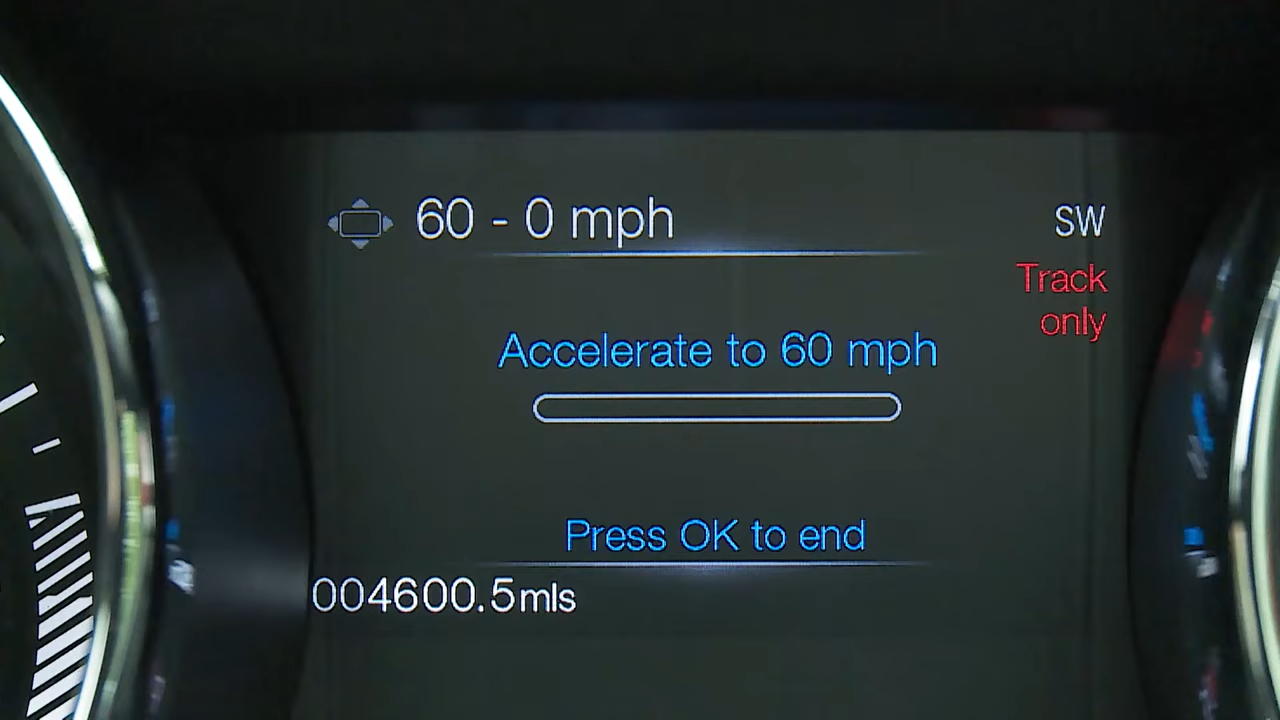 60 - 0 mph
SW
Track
only
Accelerate to 60 mph
Press OK to end
004600.5mls